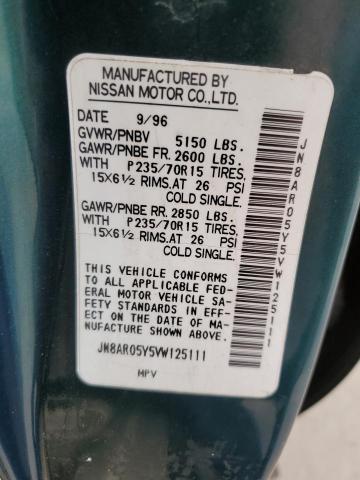 MANUFACTURED BY
NISSAN MOTOR CO., LTD.
DATE 9/96
GVWR/PNBV 5150 LBS.
GAWR/PNBE FR. 2600 LBS.
WITH P235/70R15 TIRES,
15X6½ RIMS. AT 26 PSI
COLD SINGLE.
GAWR/PNBE RR. 2850 LBS.
WITH P235/70R15 TIRES,
15X6½ RIMS. AT 26 PSI
COLD SINGLE.
THIS VEHICLE CONFORMS
TO ALL APPLICABLE FED-
ERAL MOTOR VEHICLE SA-
FETY STANDARDS IN EFF-
ECT ON THE DATE OF MA-
NUFACTURE SHOWN ABOVE.
JN8AR05Y5VW125111
MPV
JN8AR05Y5VW125111